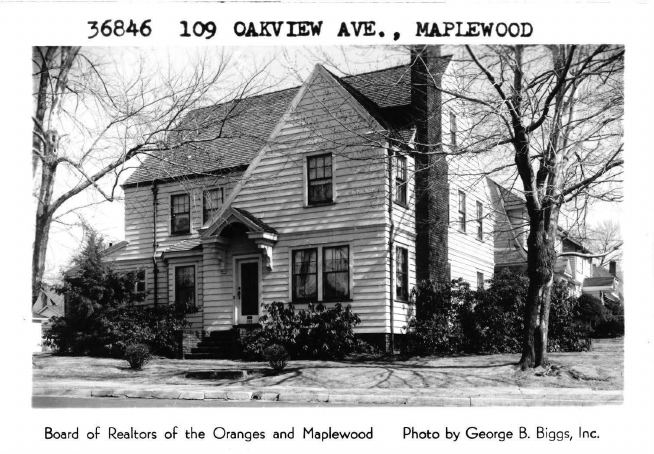 36846 109 OAKVIEW AVE., MAPLEWOOD
Board of Realtors of the Oranges and Maplewood Photo by George B. Biggs, Inc.